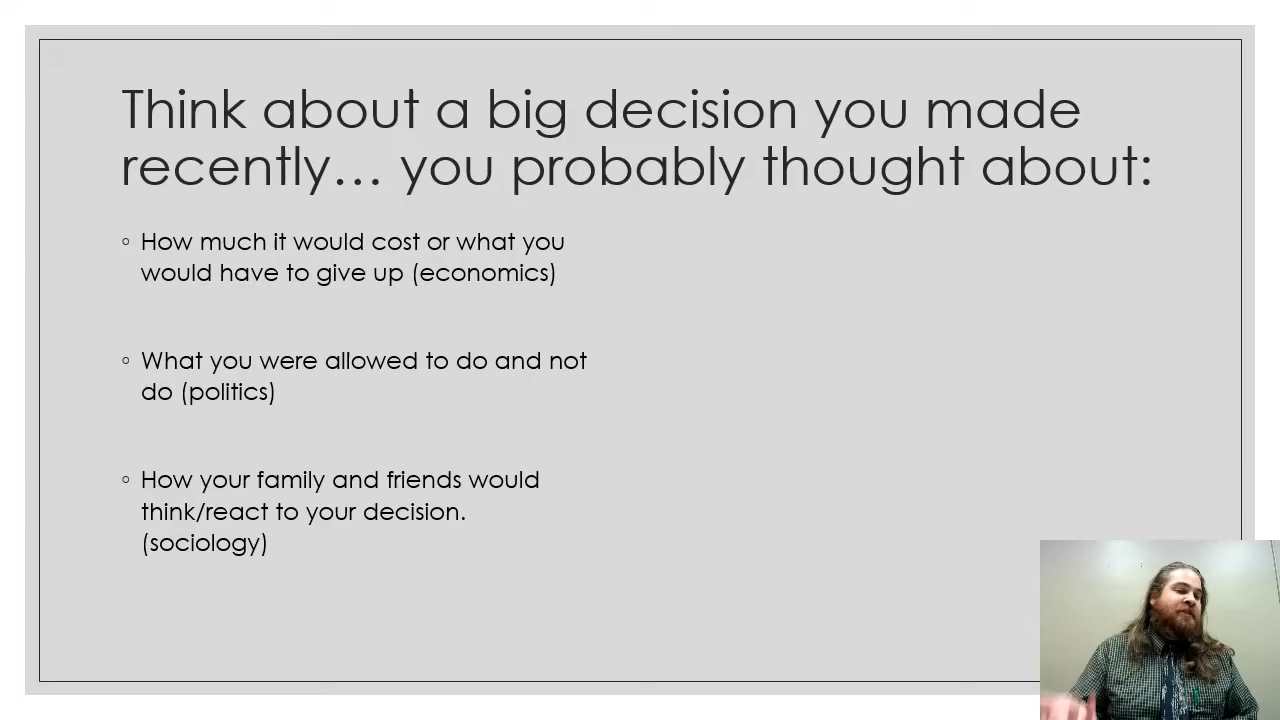 Think about a big decision you made
recently... you probably thought about:
◦ How much it would cost or what you
would have to give up (economics)
◦ What you were allowed to do and not
do (politics)
◦ How your family and friends would
think/react to your decision.
(sociology)